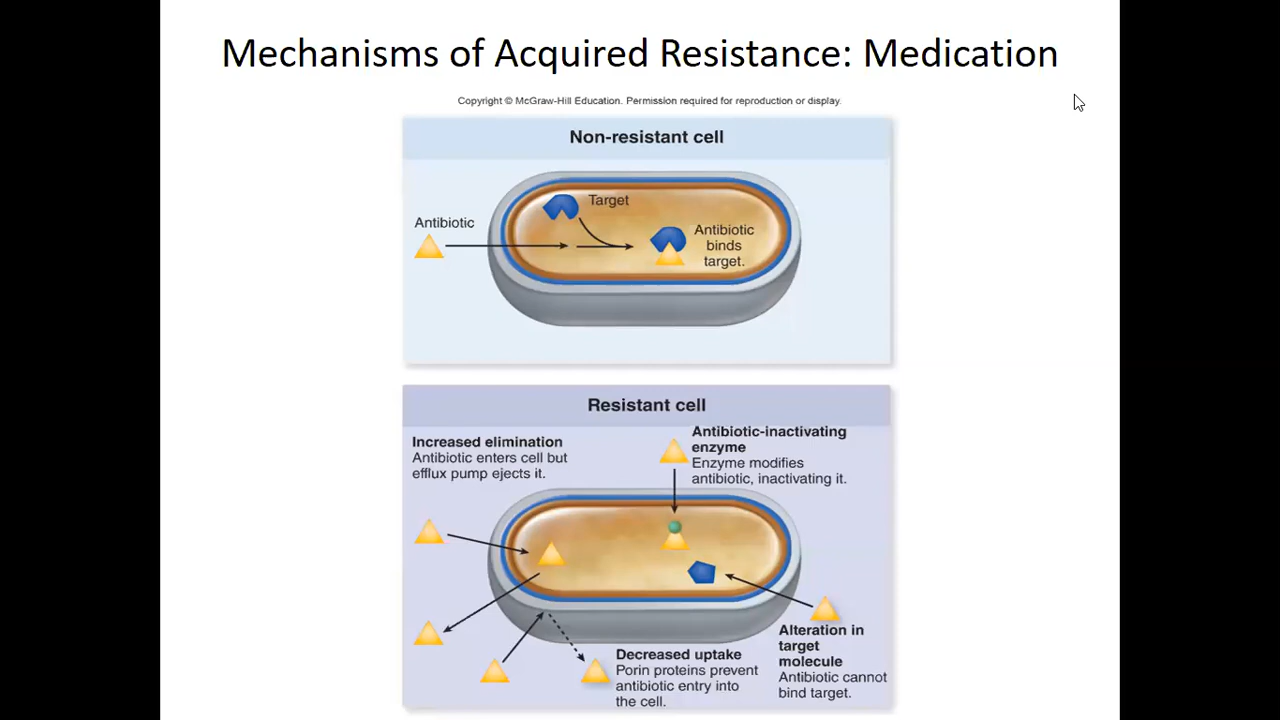 Mechanisms of Acquired Resistance: Medication
Copyright © McGraw-Hill Education. Permission required for reproduction or display.
Non-resistant cell
Target
Antibiotic
Antibiotic
binds
target.
Resistant cell
Increased elimination
Antibiotic enters cell but
efflux pump ejects it.
Antibiotic-inactivating
enzyme
Enzyme modifies
antibiotic, inactivating it.
Decreased uptake
Porin proteins prevent
antibiotic entry into
the cell.
Alteration in
target
molecule
Antibiotic cannot
bind target.